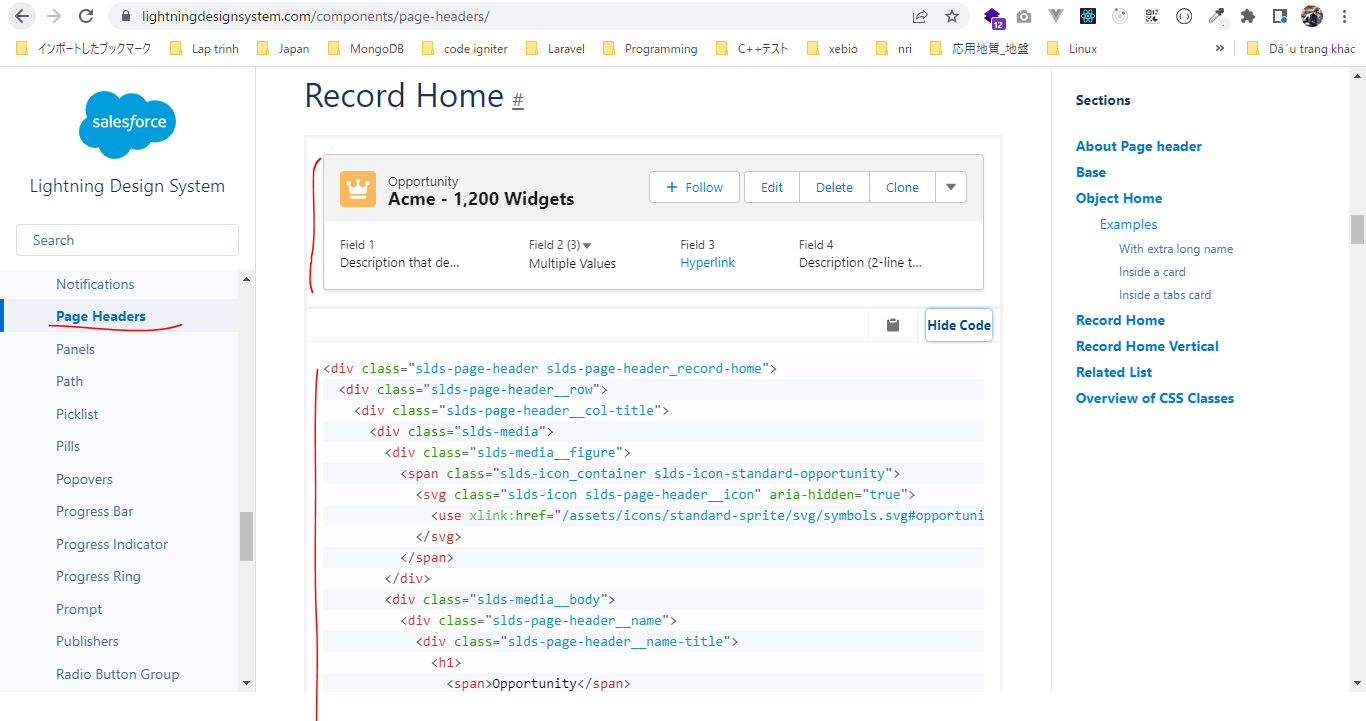 lightningdesignsystem.com/components/page-headers/
12
インポートしたブックマーク
Lap trinh
Japan
MongoDB
code igniter
Laravel
Programming
C++テスト
xebio
nri
応用地質_地盤
Linux
»
Dấu trang khác
salesforce
Lightning Design System
Search
Notifications
Page Headers
Panels
Path
Picklist
Pills
Popovers
Progress Bar
Progress Indicator
Progress Ring
Prompt
Publishers
Radio Button Group
Record Home #
Opportunity
Acme - 1,200 Widgets
+ Follow
Edit
Delete
Clone
Field 1
Description that de...
Field 2 (3)
Multiple Values
Field 3
Hyperlink
Field 4
Description (2-line t...
Hide Code
<div class="slds-page-header slds-page-header_record-home">
<div class="slds-page-header__row">
<div class="slds-page-header__col-title">
<div class="slds-media">
<div class="slds-media__figure">
<span class="slds-icon_container slds-icon-standard-opportunity">
<svg class="slds-icon slds-page-header__icon" aria-hidden="true">
<use xlink:href="/assets/icons/standard-sprite/svg/symbols.svg#opportuni
</svg>
</span>
</div>
<div class="slds-media__body">
<div class="slds-page-header__name">
<div class="slds-page-header__name-title">
<h1>
<span>Opportunity</span>
Sections
About Page header
Base
Object Home
Examples
With extra long name
Inside a card
Inside a tabs card
Record Home
Record Home Vertical
Related List
Overview of CSS Classes